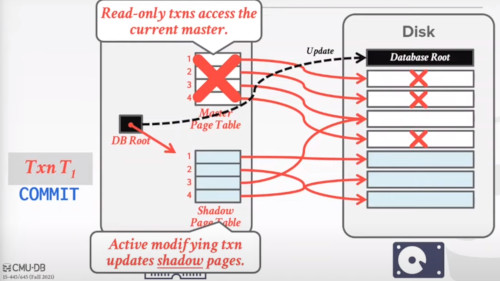 Read-only txns access the
current master.
Disk
Update
Database Root
1
2
3
4
Master
Page Table
DB Root
Txn T1
COMMIT
1
2
3
4
Shadow
Page Table
Active modifying txn
updates shadow pages.
CMU-DB
15-445/645 (Fall 2021)